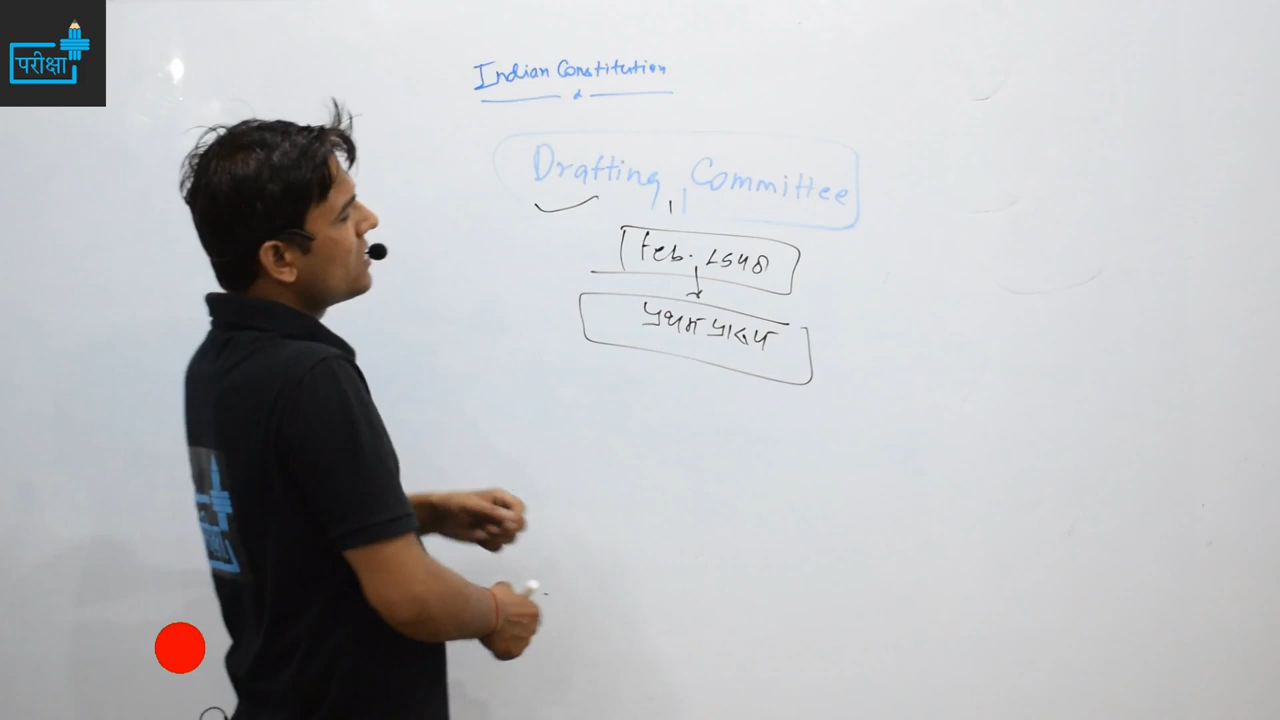 परीक्षा
Indian Constitution
Drafting Committee
Feb. 1948
प्रथम प्रारूप